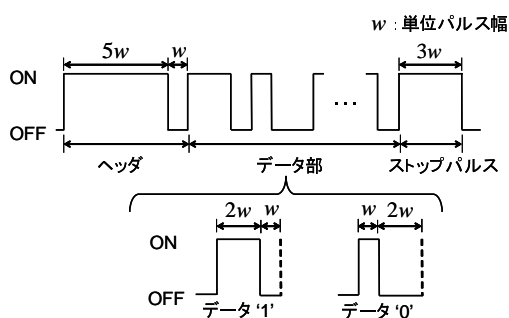 w : 単位パルス幅
5w w 3w
ON
OFF
...
ヘッダ データ部 ストップパルス
2w w w 2w
ON
OFF
データ '1' データ '0'